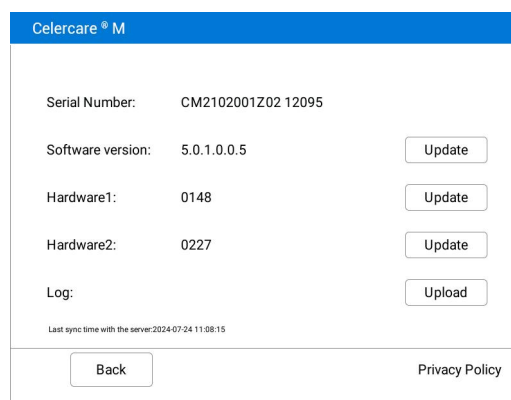 Celercare ® M
Serial Number: CM2102001Z02 12095
Software version: 5.0.1.0.0.5 Update
Hardware1: 0148 Update
Hardware2: 0227 Update
Log: Upload
Last sync time with the server:2024-07-24 11:08:15
Back Privacy Policy